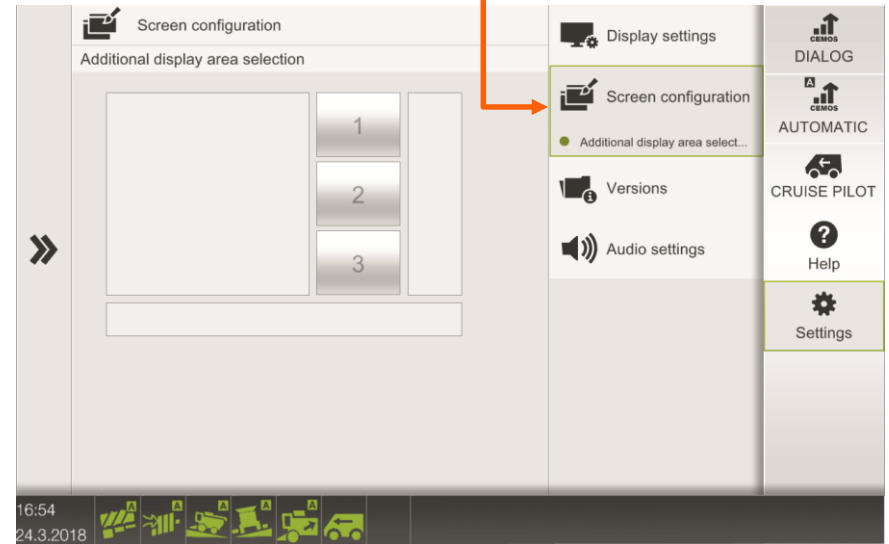 Screen configuration
Additional display area selection
1
2
3
Display settings
Screen configuration
Additional display area select...
Versions
Audio settings
CEMOS
DIALOG
A
CEMOS
AUTOMATIC
CRUISE PILOT
Help
Settings
16:54
24.3.2018
A A A A A